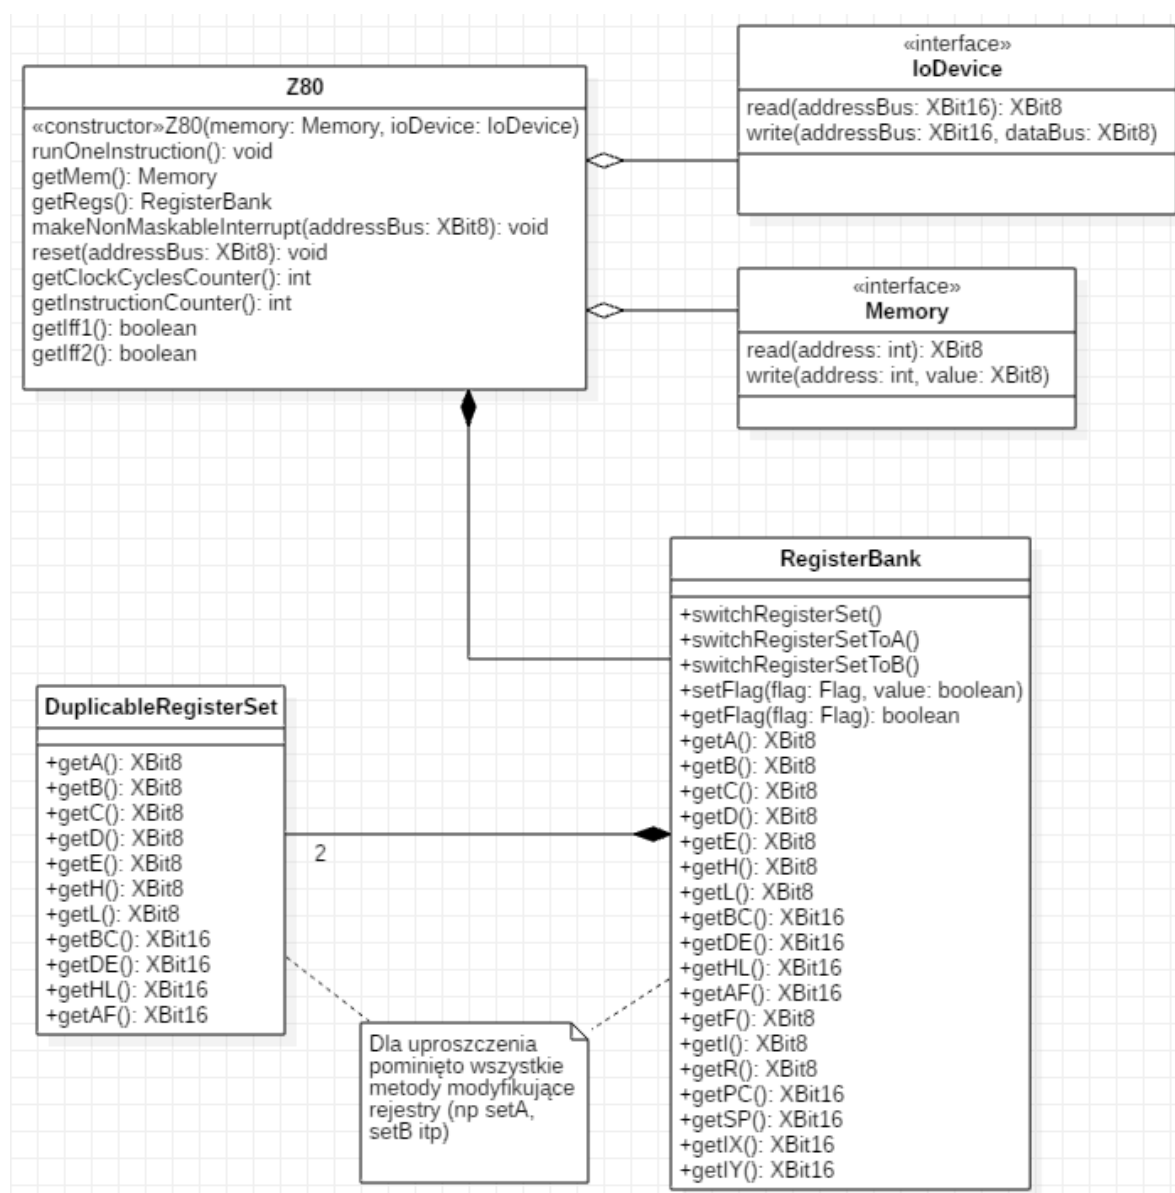 Z80
«constructor»Z80(memory: Memory, ioDevice: IoDevice)
runOneInstruction(): void
getMem(): Memory
getRegs(): RegisterBank
makeNonMaskableInterrupt(addressBus: XBit8): void
reset(addressBus: XBit8): void
getClockCyclesCounter(): int
getInstructionCounter(): int
getIff1(): boolean
getIff2(): boolean
«interface»
IoDevice
read(addressBus: XBit16): XBit8
write(addressBus: XBit16, dataBus: XBit8)
«interface»
Memory
read(address: int): XBit8
write(address: int, value: XBit8)
RegisterBank
+switchRegisterSet()
+switchRegisterSetToA()
+switchRegisterSetToB()
+setFlag(flag: Flag, value: boolean)
+getFlag(flag: Flag): boolean
+getA(): XBit8
+getB(): XBit8
+getC(): XBit8
+getD(): XBit8
+getE(): XBit8
+getH(): XBit8
+getL(): XBit8
+getBC(): XBit16
+getDE(): XBit16
+getHL(): XBit16
+getAF(): XBit16
+getF(): XBit8
+getI(): XBit8
+getR(): XBit8
+getPC(): XBit16
+getSP(): XBit16
+getIX(): XBit16
+getIY(): XBit16
DuplicableRegisterSet
+getA(): XBit8
+getB(): XBit8
+getC(): XBit8
+getD(): XBit8
+getE(): XBit8
+getH(): XBit8
+getL(): XBit8
+getBC(): XBit16
+getDE(): XBit16
+getHL(): XBit16
+getAF(): XBit16
2
Dla uproszczenia
pominięto wszystkie
metody modyfikujące
rejestry (np setA,
setB itp)